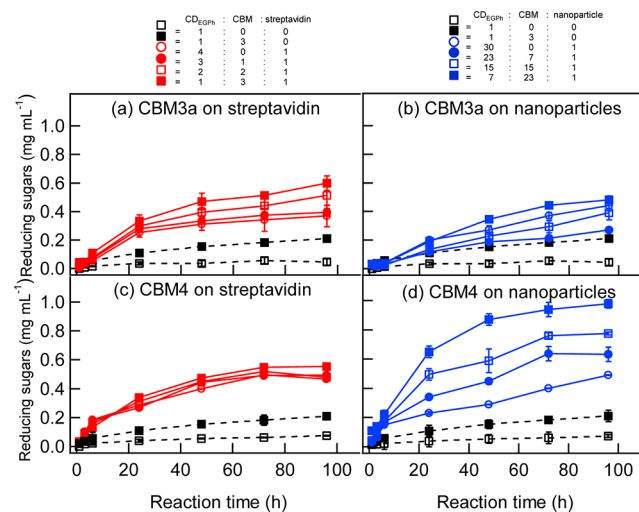 CD_EGPh : CBM : streptavidin
= 1 : 0 : 0
= 1 : 3 : 0
= 4 : 0 : 1
= 3 : 1 : 1
= 2 : 2 : 1
= 1 : 3 : 1
CD_EGPh : CBM : nanoparticle
= 1 : 0 : 0
= 1 : 3 : 0
= 30 : 0 : 1
= 23 : 7 : 1
= 15 : 15 : 1
= 7 : 23 : 1
(a) CBM3a on streptavidin
(b) CBM3a on nanoparticles
Reducing sugars (mg mL⁻¹)
1.0
0.8
0.6
0.4
0.2
0.0
(c) CBM4 on streptavidin
(d) CBM4 on nanoparticles
Reducing sugars (mg mL⁻¹)
1.0
0.8
0.6
0.4
0.2
0.0
0 20 40 60 80 100
0 20 40 60 80 100
Reaction time (h)
Reaction time (h)